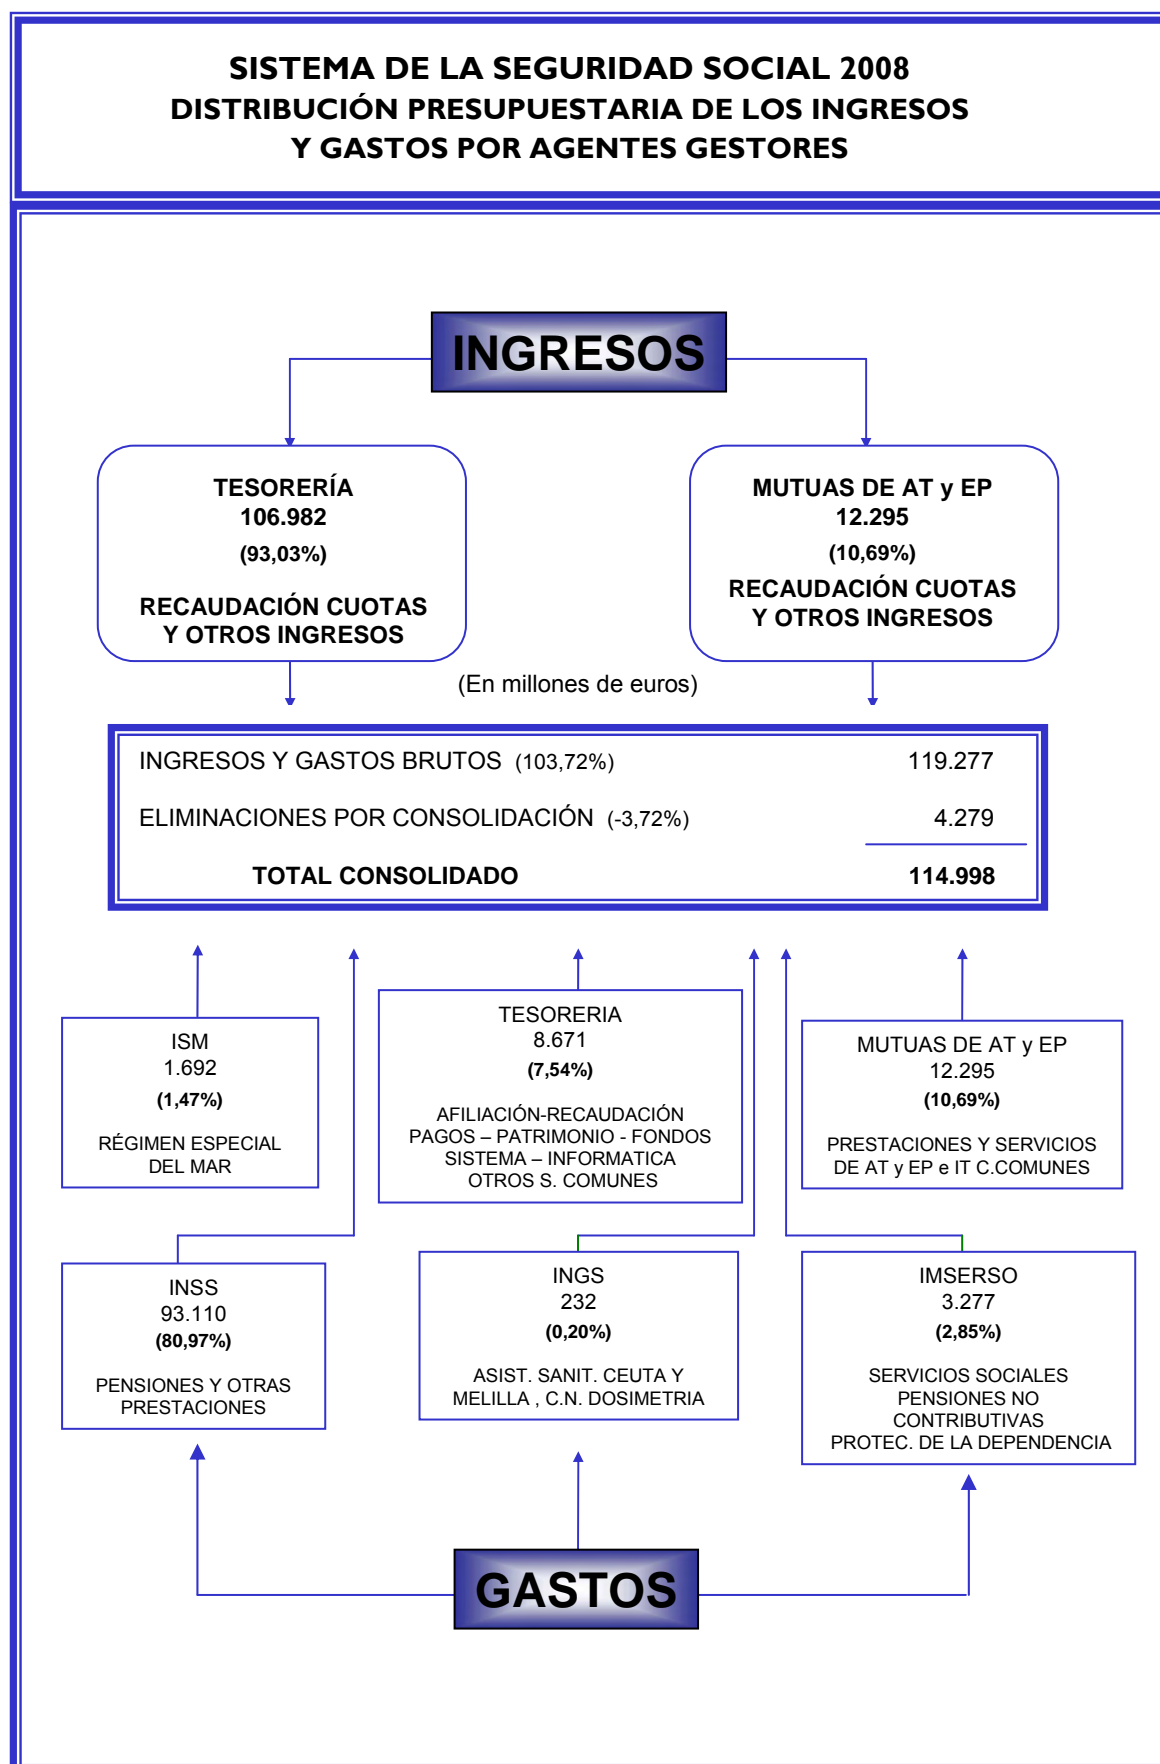 SISTEMA DE LA SEGURIDAD SOCIAL 2008
DISTRIBUCIÓN PRESUPUESTARIA DE LOS INGRESOS
Y GASTOS POR AGENTES GESTORES
INGRESOS
TESORERÍA
106.982
(93,03%)
RECAUDACIÓN CUOTAS
Y OTROS INGRESOS
MUTUAS DE AT y EP
12.295
(10,69%)
RECAUDACIÓN CUOTAS
Y OTROS INGRESOS
(En millones de euros)
INGRESOS Y GASTOS BRUTOS (103,72%) 119.277
ELIMINACIONES POR CONSOLIDACIÓN (-3,72%) 4.279
TOTAL CONSOLIDADO 114.998
ISM
1.692
(1,47%)
RÉGIMEN ESPECIAL
DEL MAR
TESORERIA
8.671
(7,54%)
AFILIACIÓN-RECAUDACIÓN
PAGOS – PATRIMONIO - FONDOS
SISTEMA – INFORMATICA
OTROS S. COMUNES
MUTUAS DE AT y EP
12.295
(10,69%)
PRESTACIONES Y SERVICIOS
DE AT y EP e IT C.COMUNES
INSS
93.110
(80,97%)
PENSIONES Y OTRAS
PRESTACIONES
INGS
232
(0,20%)
ASIST. SANIT. CEUTA Y
MELILLA , C.N. DOSIMETRIA
IMSERSO
3.277
(2,85%)
SERVICIOS SOCIALES
PENSIONES NO
CONTRIBUTIVAS
PROTEC. DE LA DEPENDENCIA
GASTOS